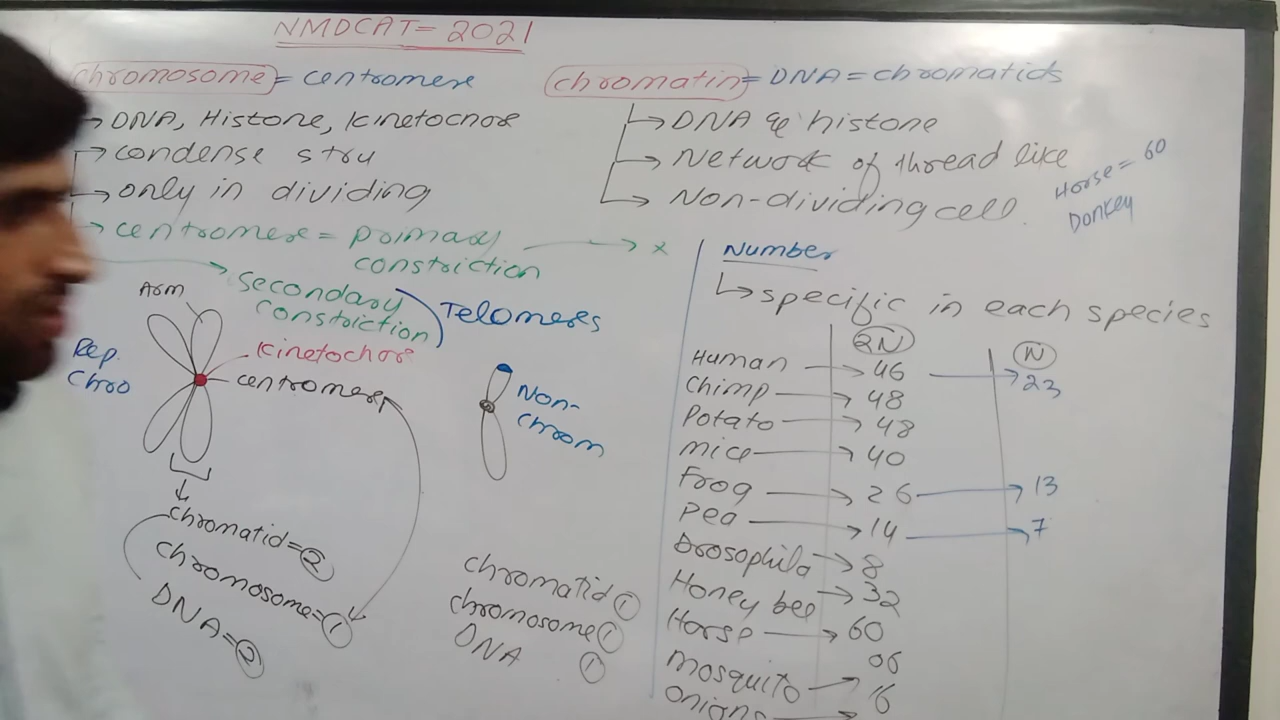 NMDCAT= 2021
chromosome = centromere
→ DNA, Histone, Kinetochore
→ condense stru
→ only in dividing
→ centromere = primary constriction → x
→ Secondary constriction
Telomeres
Arm
Kinetochore
centromere
Rep. Chro
Non-chrom
chromatid=2
chromosome=1
DNA=2
chromatid 1
chromosome 1
DNA 1
chromatin = DNA = chromatids
→ DNA & histone
→ Network of thread like
→ Non-dividing cell.
Horse = 60
Donkey
Number
→ specific in each species
2N N
Human → 46 → 23
Chimp → 48
Potato → 48
mice → 40
Frog → 26 → 13
Pea → 14 → 7
Drosophila → 8
Honey bee → 32
Horse → 60
mosquito → 06
onions → 16